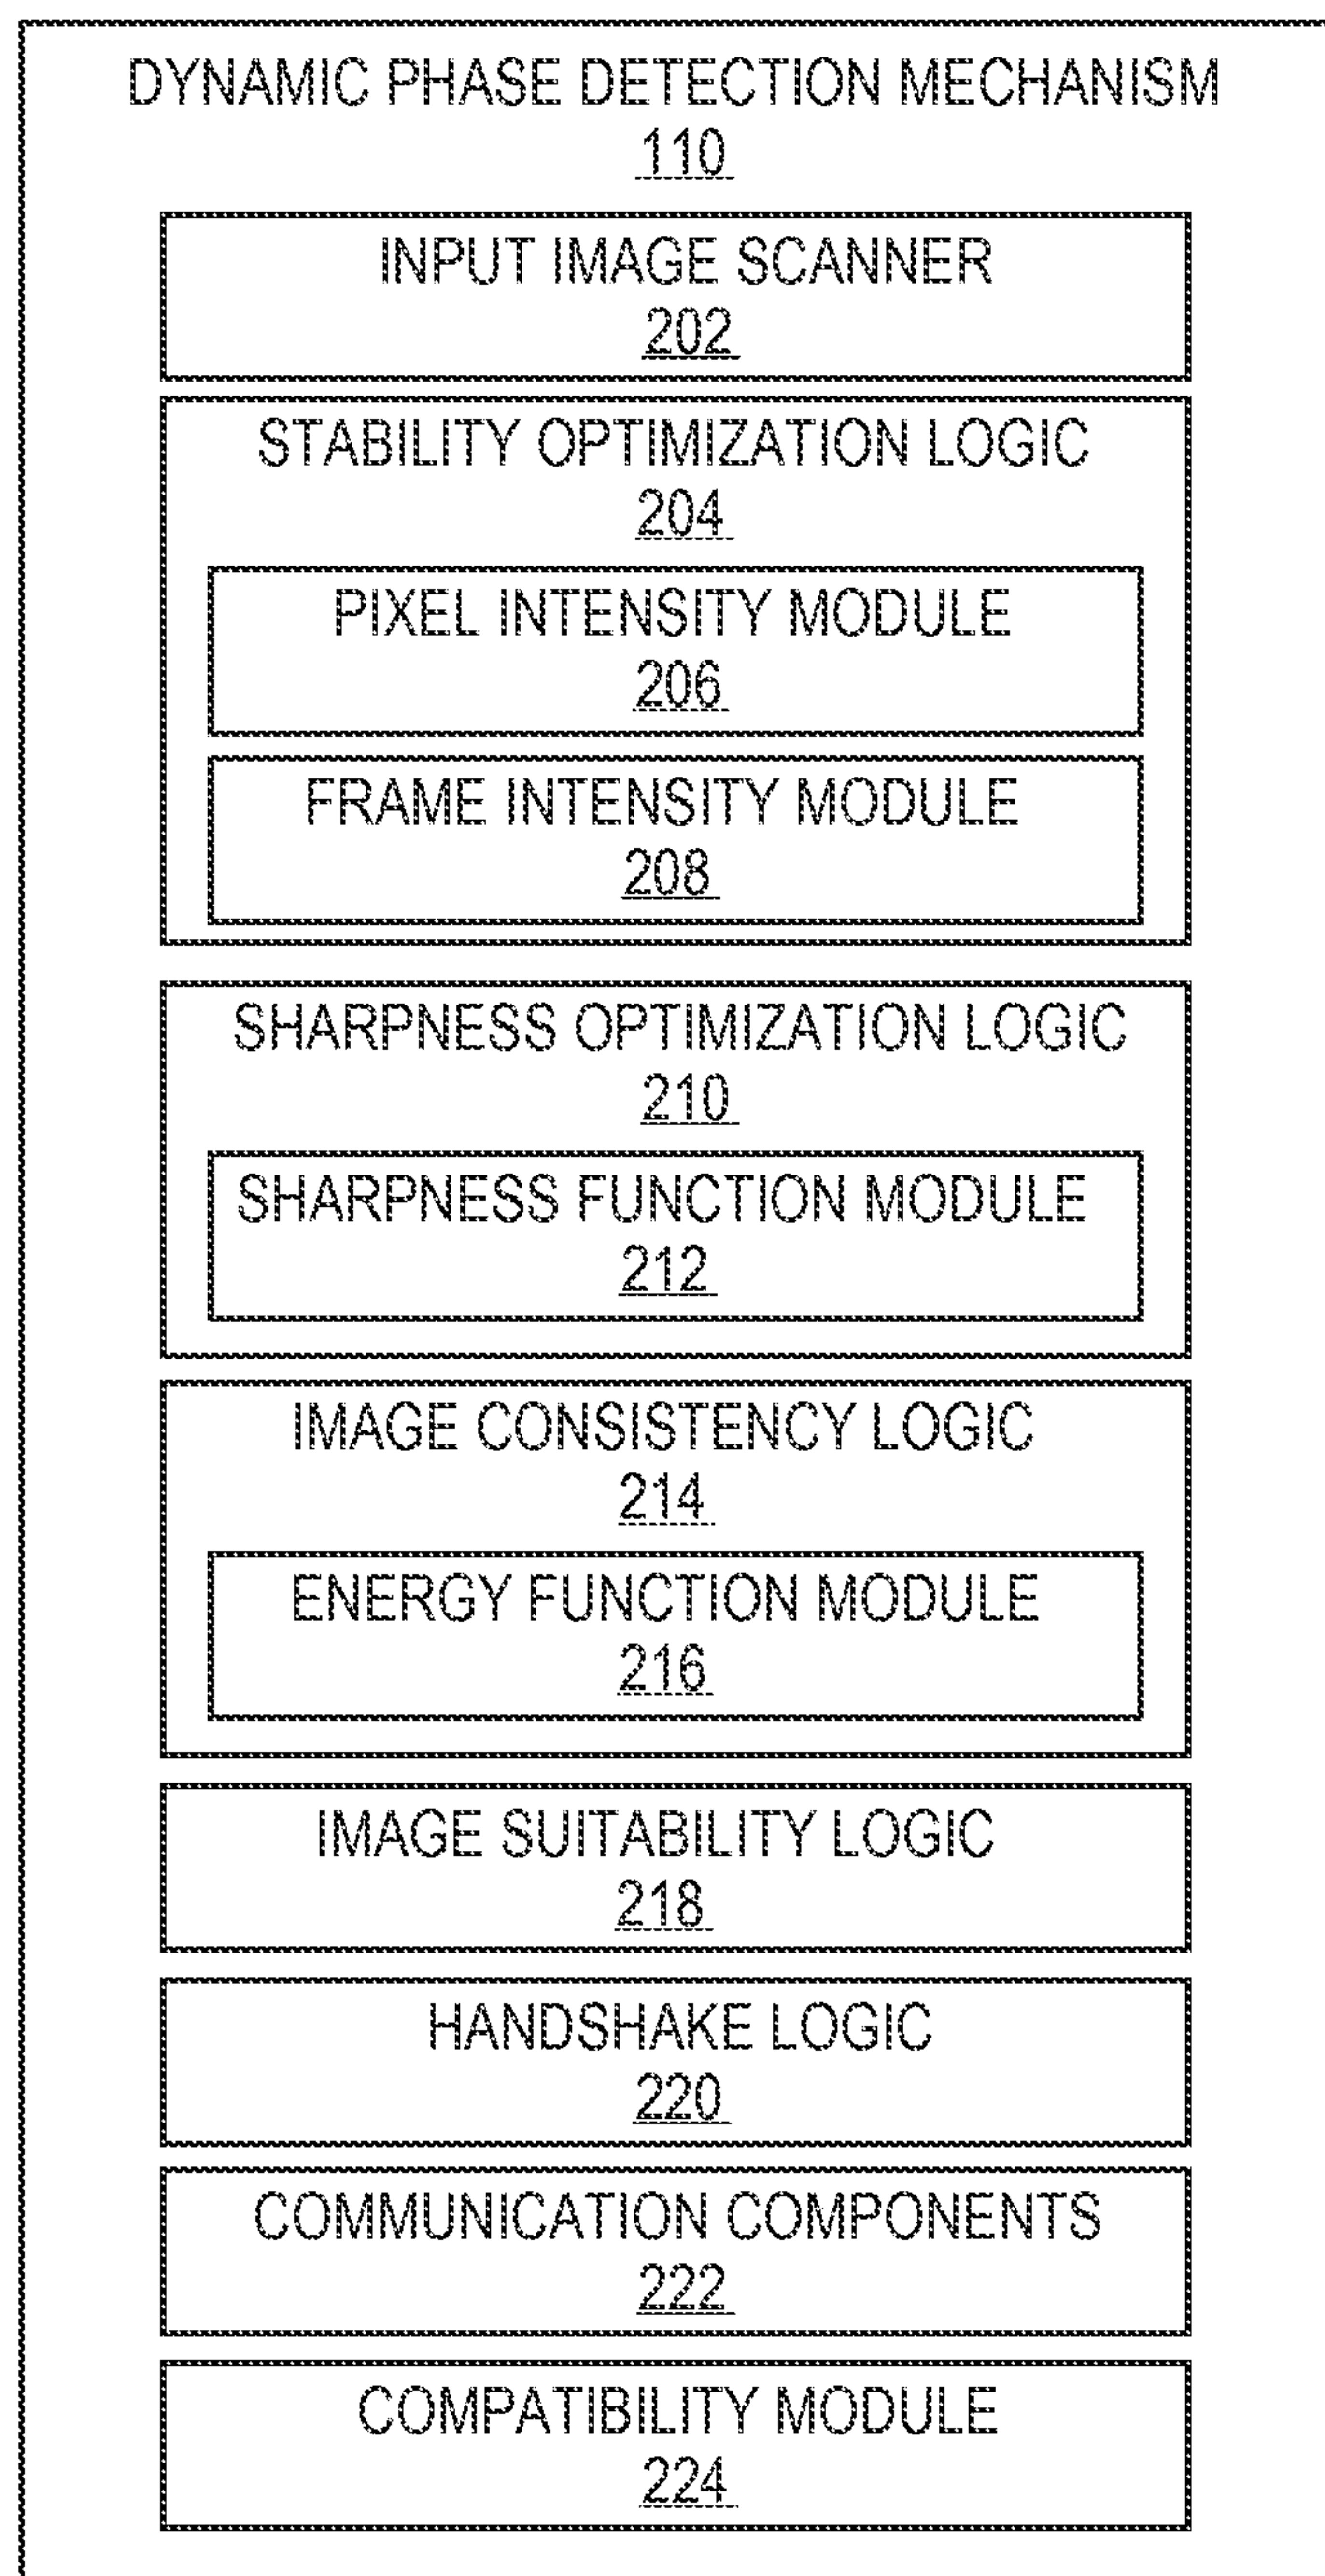 DYNAMIC PHASE DETECTION MECHANISM
110
INPUT IMAGE SCANNER
202
STABILITY OPTIMIZATION LOGIC
204
PIXEL INTENSITY MODULE
206
FRAME INTENSITY MODULE
208
SHARPNESS OPTIMIZATION LOGIC
210
SHARPNESS FUNCTION MODULE
212
IMAGE CONSISTENCY LOGIC
214
ENERGY FUNCTION MODULE
216
IMAGE SUITABILITY LOGIC
218
HANDSHAKE LOGIC
220
COMMUNICATION COMPONENTS
222
COMPATIBILITY MODULE
224